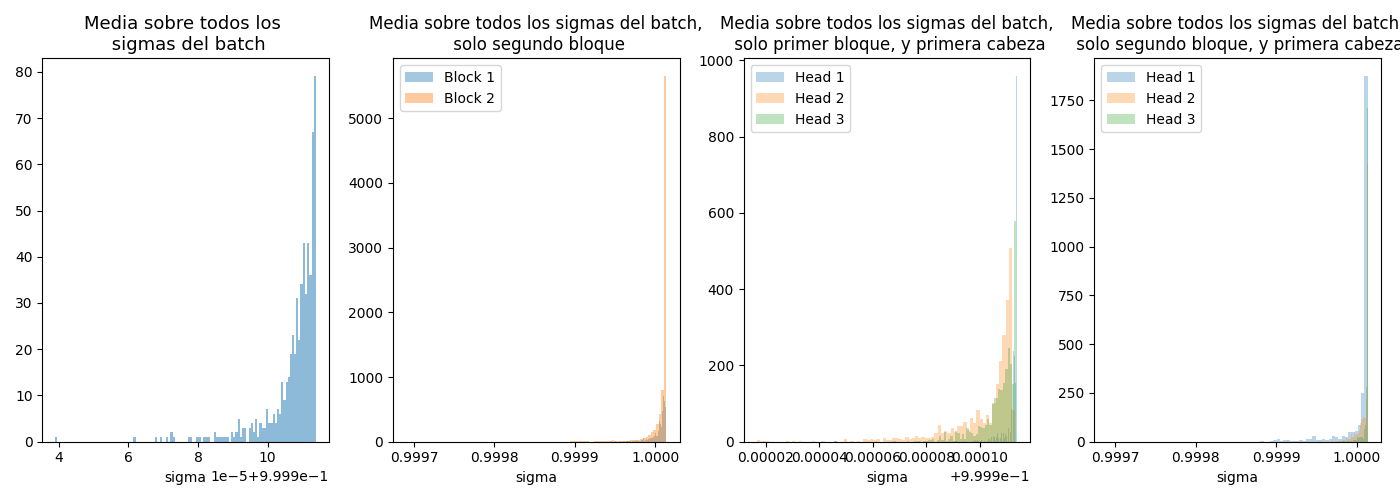 Media sobre todos los
sigmas del batch
80
70
60
50
40
30
20
10
0
4 6 8 10
sigma 1e-5+9.999e-1
Media sobre todos los sigmas del batch,
solo segundo bloque
Block 1
Block 2
5000
4000
3000
2000
1000
0
0.9997 0.9998 0.9999 1.0000
sigma
Media sobre todos los sigmas del batch,
solo primer bloque, y primera cabeza
Head 1
Head 2
Head 3
1000
800
600
400
200
0
0.00002 0.00004 0.00006 0.00008 0.00010
sigma +9.999e-1
Media sobre todos los sigmas del batch
solo segundo bloque, y primera cabeza
Head 1
Head 2
Head 3
1750
1500
1250
1000
750
500
250
0
0.9997 0.9998 0.9999 1.0000
sigma